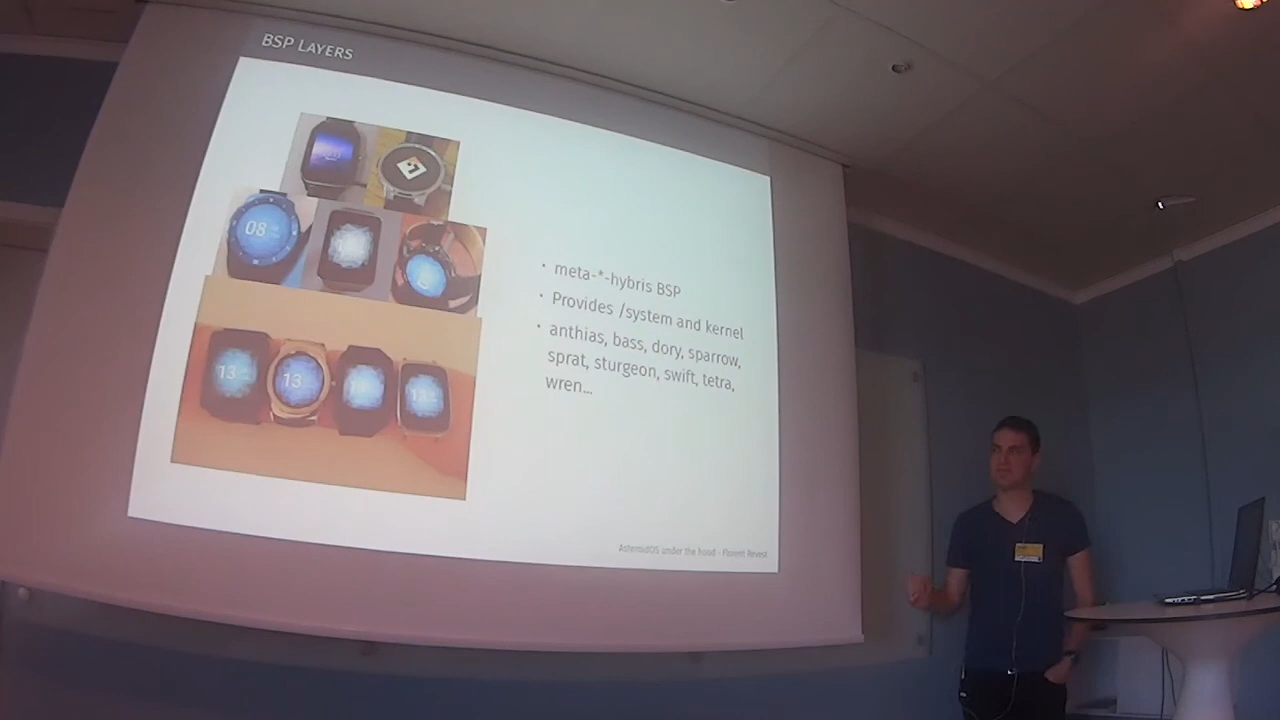 BSP LAYERS
08
13
13
• meta-*-hybris BSP
• Provides /system and kernel
• anthias, bass, dory, sparrow,
sprat, sturgeon, swift, tetra,
wren...
AsteroidOS under the hood - Florent Revest